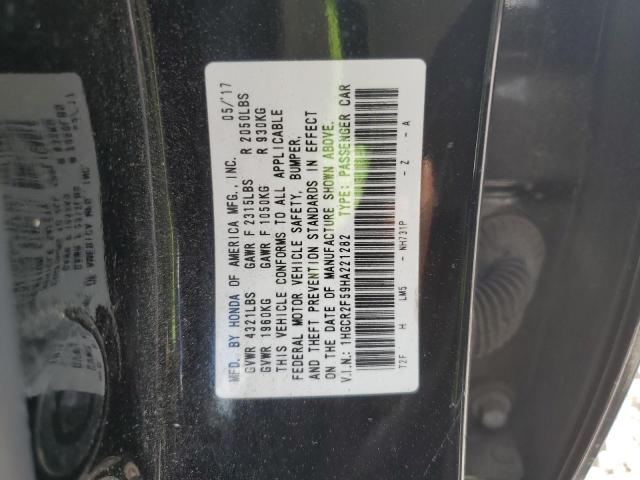 MFD. BY HONDA OF AMERICA MFG., INC. 05/17
GVWR 4321LBS GAWR F 2315LBS R 2050LBS
GVWR 1960KG GAWR F 1050KG R 930KG
THIS VEHICLE CONFORMS TO ALL APPLICABLE
FEDERAL MOTOR VEHICLE SAFETY, BUMPER,
AND THEFT PREVENTION STANDARDS IN EFFECT
ON THE DATE OF MANUFACTURE SHOWN ABOVE.
V.I.N.: 1HGCR2F59HA221282 TYPE: PASSENGER CAR
T2F H LM5 - NH731P - Z - A